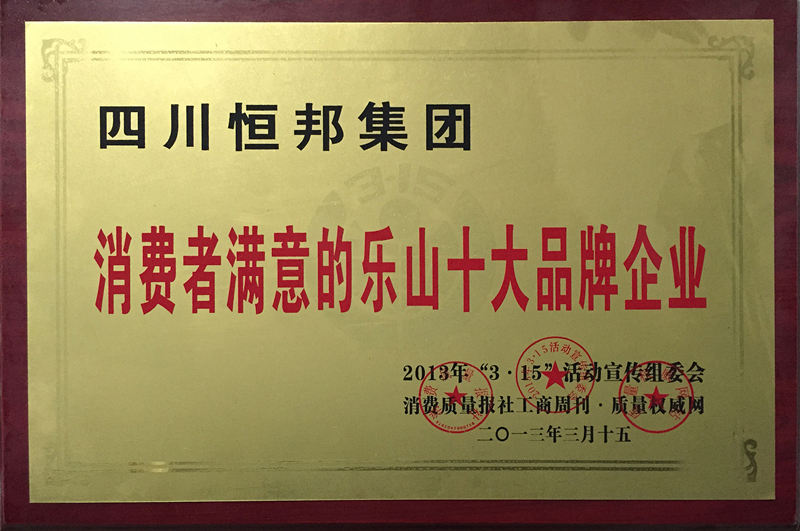 四川恒邦集团
消费者满意的乐山十大品牌企业
2013年“3·15”活动宣传组委会
消费质量报社工商周刊·质量权威网
二〇一三年三月十五